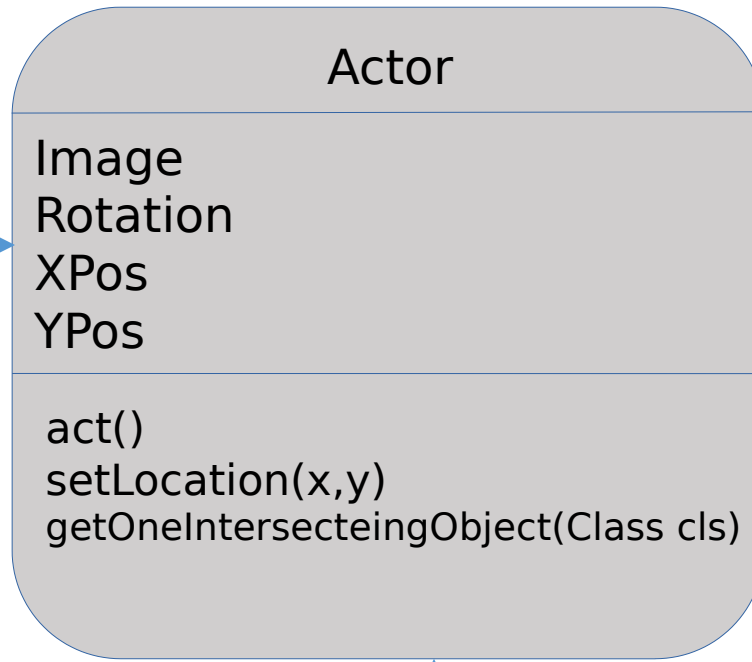 Actor
Image
Rotation
XPos
YPos
act()
setLocation(x,y)
getOneIntersecteingObject(Class cls)